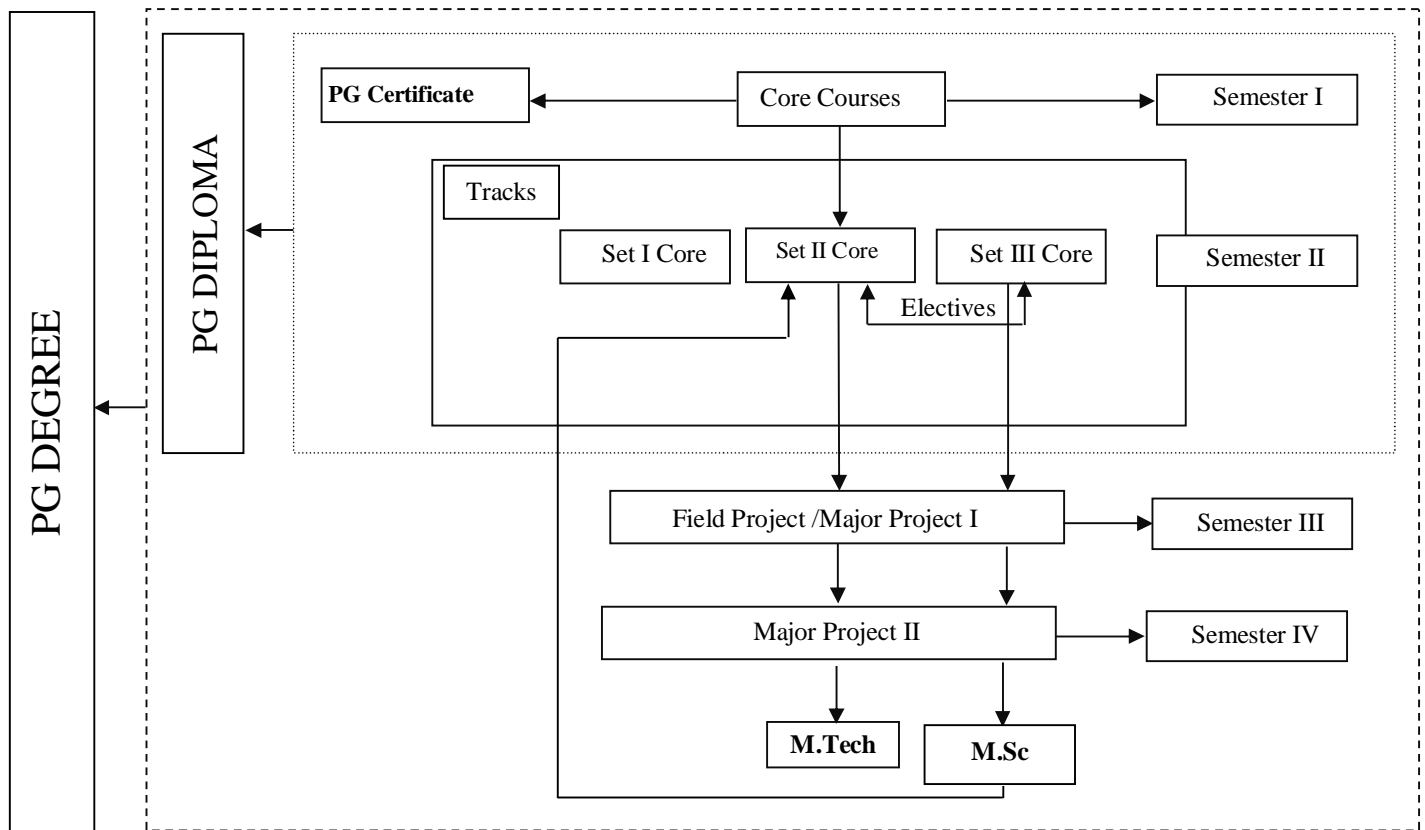 PG DEGREE
PG DIPLOMA
PG Certificate
Core Courses
Semester I
Tracks
Set I Core
Set II Core
Set III Core
Semester II
Electives
Field Project /Major Project I
Semester III
Major Project II
Semester IV
M.Tech
M.Sc